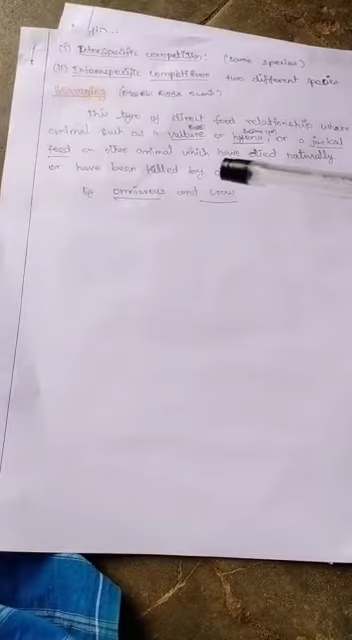 (i) Interspecific competition: (same species)
(ii) Intraspecific competition two different species
Scavenging
This type of direct food relationship where
animal such as a vulture or hyena, or a jackal
feed on other animal which have died naturally
or have been killed by
Eg omnivorous and crow